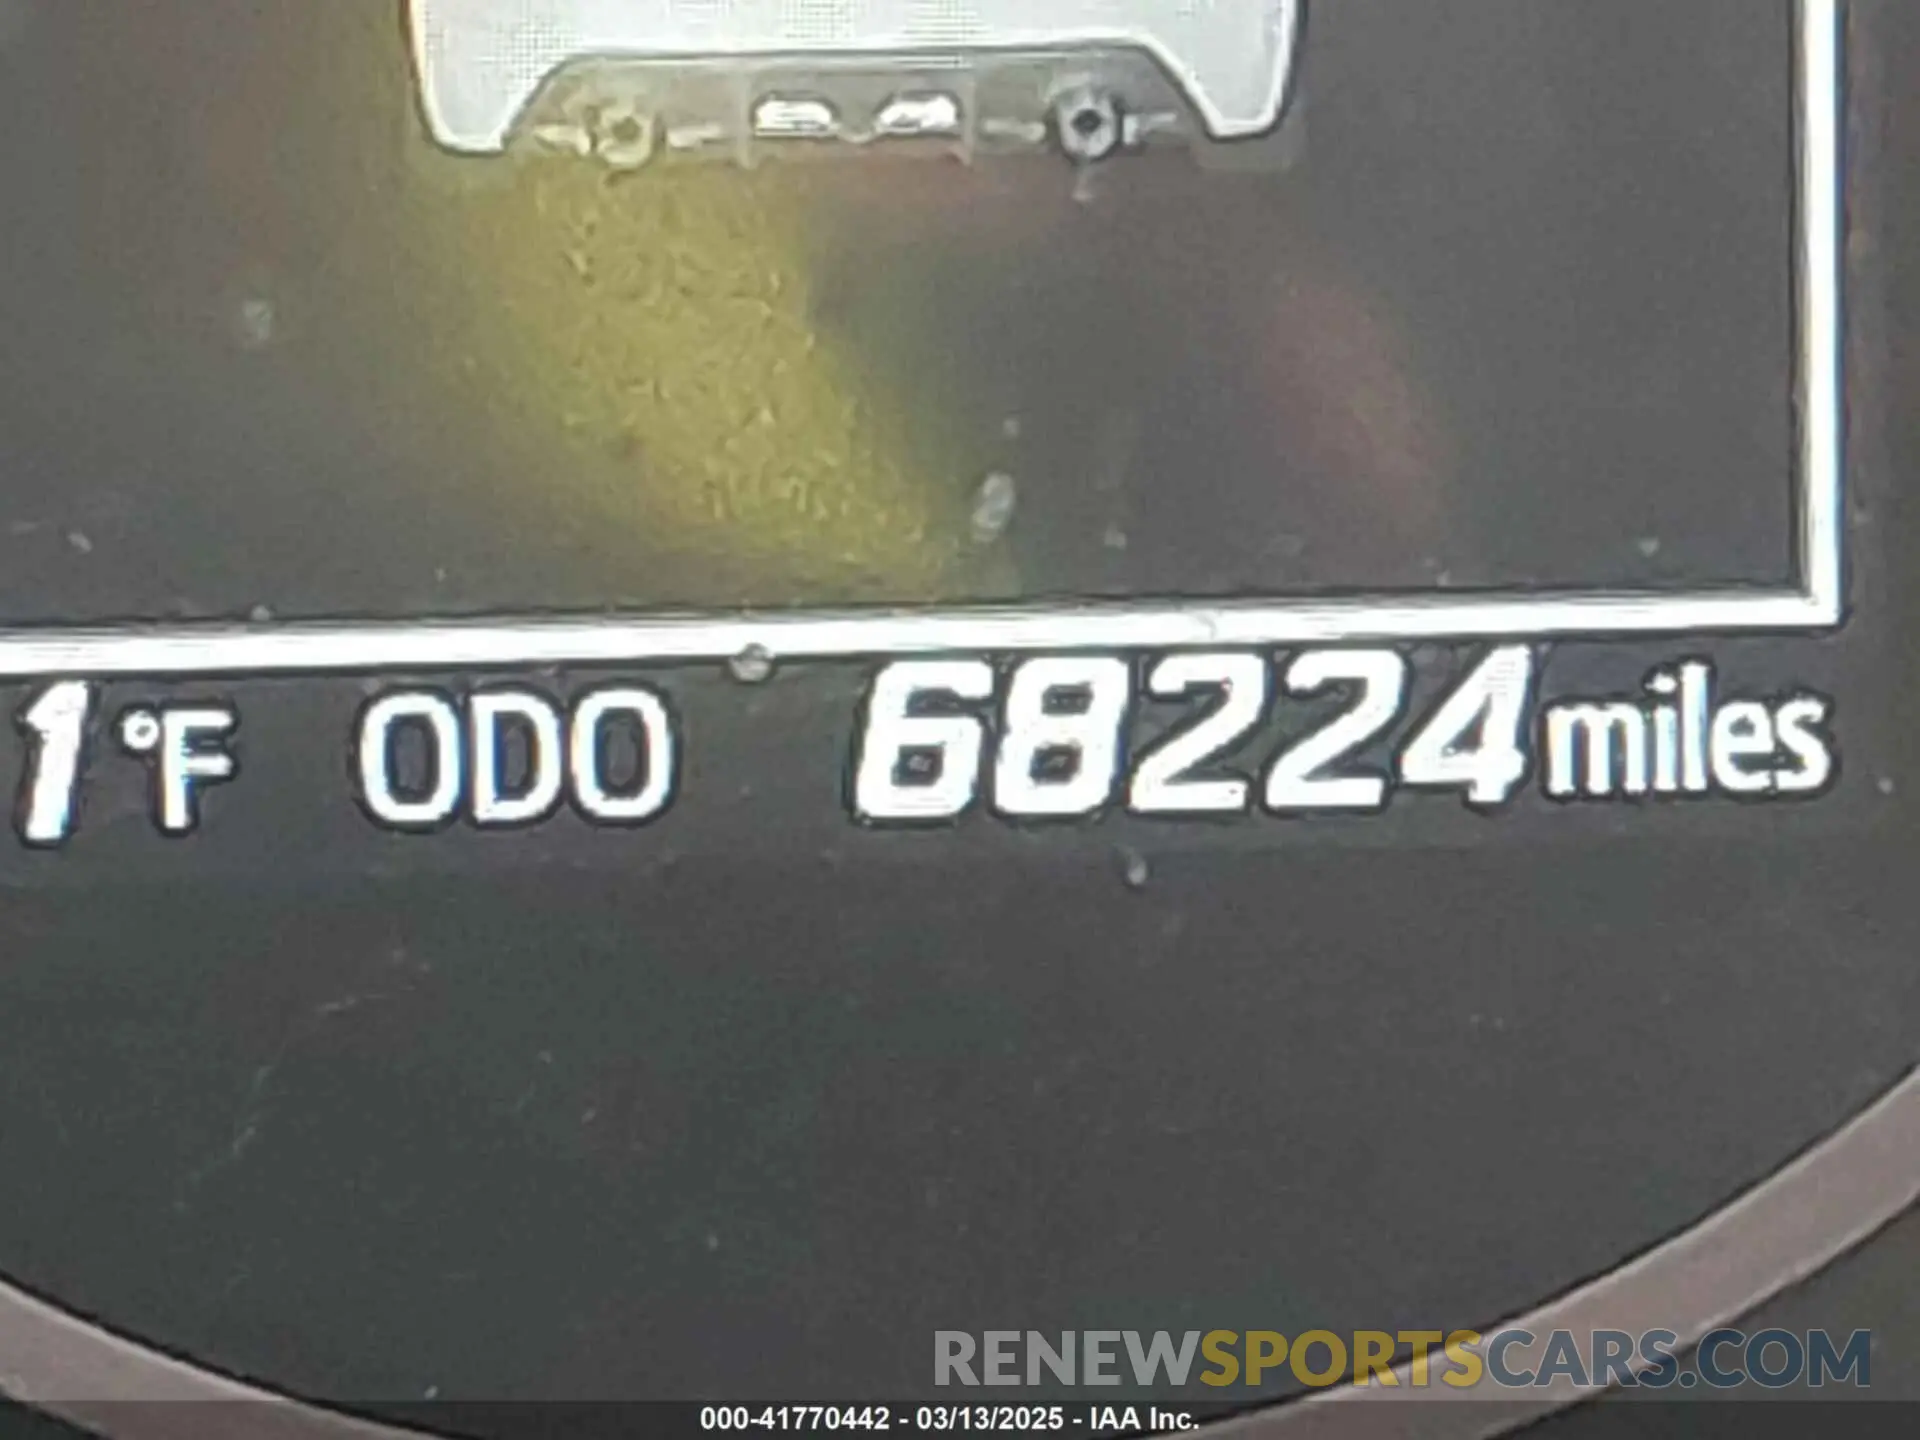 1 °F ODO 68224 miles
RENEWSPORTSCARS.COM
000-41770442 - 03/13/2025 - IAA Inc.